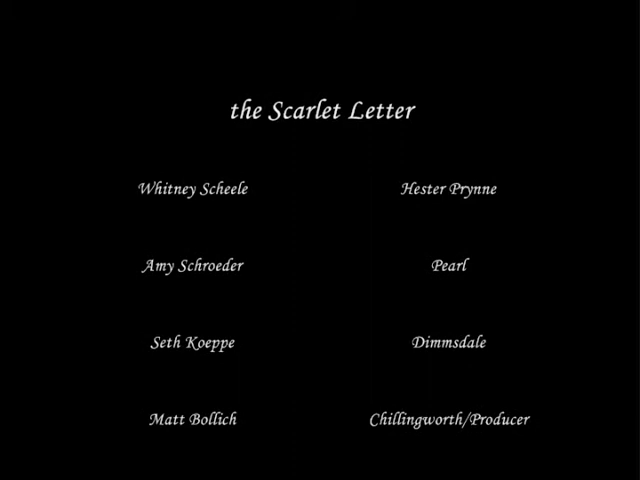 the Scarlet Letter
Whitney Scheele Hester Prynne
Amy Schroeder Pearl
Seth Koeppe Dimmsdale
Matt Bollich Chillingworth/Producer